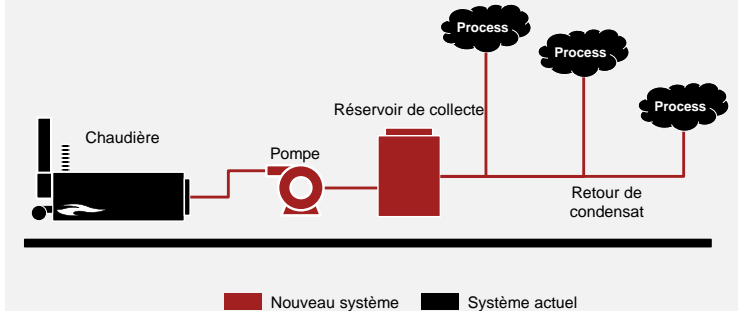 Process
Process
Process
Réservoir de collecte
Chaudière
Pompe
Retour de
condensat
Nouveau système
Système actuel